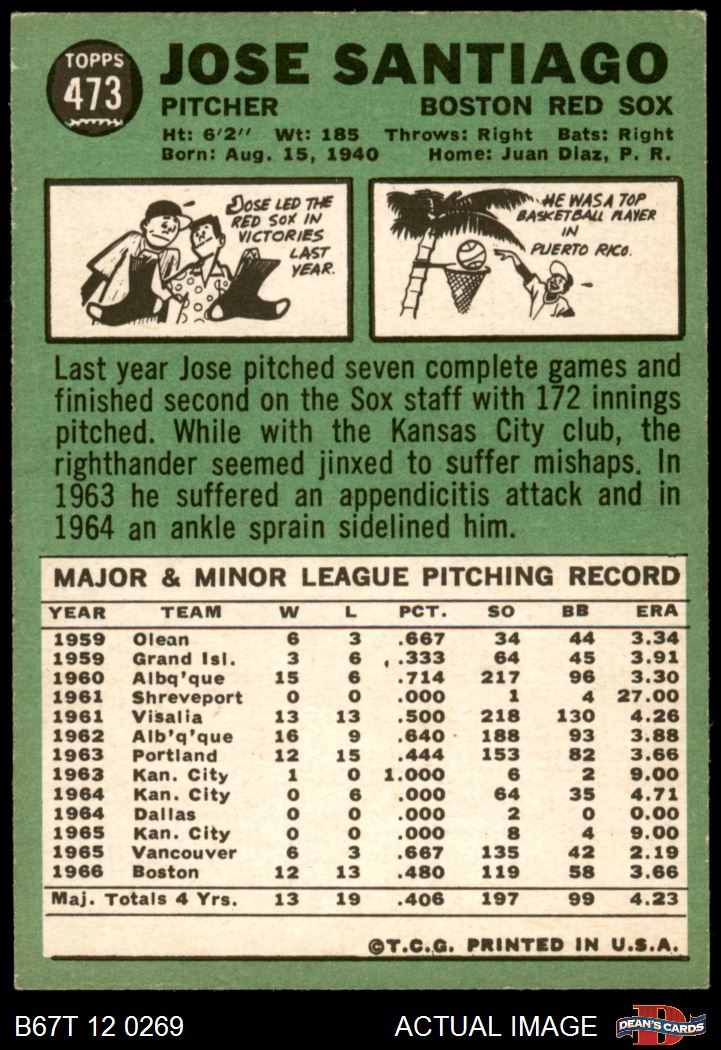 TOPPS
473
JOSE SANTIAGO
PITCHER BOSTON RED SOX
Ht: 6'2" Wt: 185 Throws: Right Bats: Right
Born: Aug. 15, 1940 Home: Juan Diaz, P. R.
JOSE LED THE
RED SOX IN
VICTORIES
LAST
YEAR.
HE WAS A TOP
BASKETBALL PLAYER
IN
PUERTO RICO.
Last year Jose pitched seven complete games and
finished second on the Sox staff with 172 innings
pitched. While with the Kansas City club, the
righthander seemed jinxed to suffer mishaps. In
1963 he suffered an appendicitis attack and in
1964 an ankle sprain sidelined him.
MAJOR & MINOR LEAGUE PITCHING RECORD
YEAR TEAM W L PCT. SO BB ERA
1959 Olean 6 3 .667 34 44 3.34
1959 Grand Isl. 3 6 .333 64 45 3.91
1960 Albq'que 15 6 .714 217 96 3.30
1961 Shreveport 0 0 .000 1 4 27.00
1961 Visalia 13 13 .500 218 130 4.26
1962 Alb'q'que 16 9 .640 188 93 3.88
1963 Portland 12 15 .444 153 82 3.66
1963 Kan. City 1 0 1.000 6 2 9.00
1964 Kan. City 0 6 .000 64 35 4.71
1964 Dallas 0 0 .000 2 0 0.00
1965 Kan. City 0 0 .000 8 4 9.00
1965 Vancouver 6 3 .667 135 42 2.19
1966 Boston 12 13 .480 119 58 3.66
Maj. Totals 4 Yrs. 13 19 .406 197 99 4.23
©T.C.G. PRINTED IN U.S.A.
B67T 12 0269 ACTUAL IMAGE DEAN'S CARDS